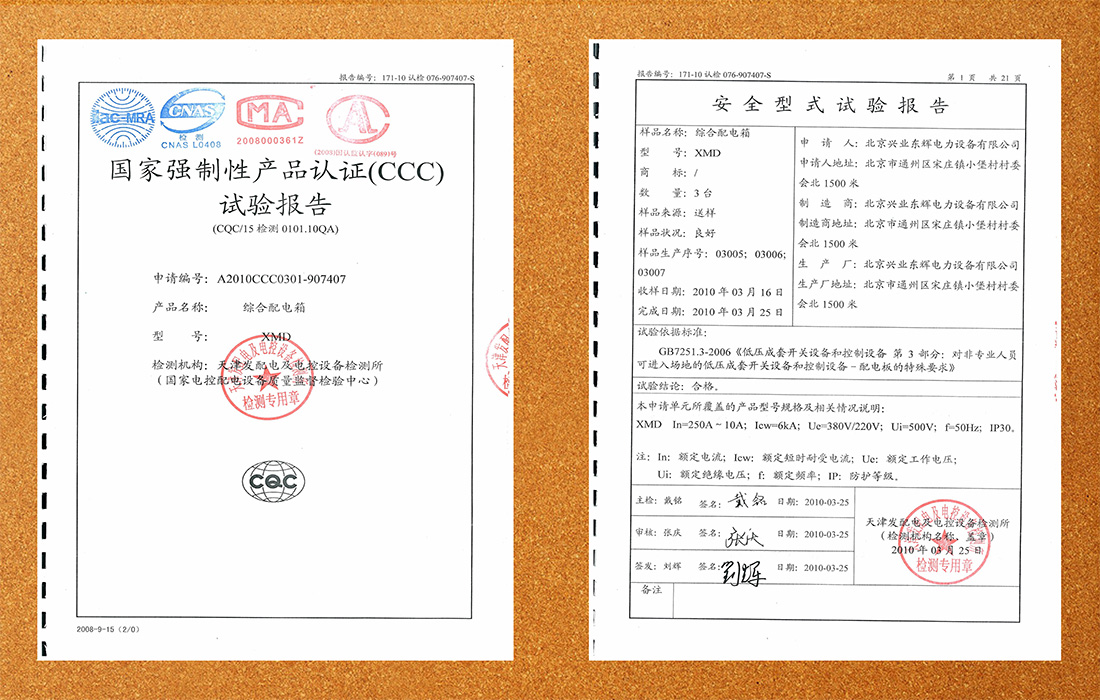 报告编号：171-10认检076-907407-S
ilac-MRA
CNAS
检 测
CNAS L0408
MA
2008000361Z
AL
(2008)国认监认字(089)号
国家强制性产品认证(CCC)
试验报告
(CQC/15 检测 0101.10QA)
申请编号：A2010CCC0301-907407
产品名称： 综合配电箱
型 号： XMD
检测机构：天津发配电及电控设备检测所
（国家电控配电设备质量监督检验中心）
检测专用章
CQC
2008-9-15（2/0）
报告编号：171-10认检076-907407-S
第 1 页 共 21 页
安全型式试验报告
样品名称：综合配电箱
型 号：XMD
商 标：/
数 量：3 台
样品来源：送样
样品状况：良好
样品生产序号：03005；03006；
03007
收样日期：2010 年 03 月 16 日
完成日期：2010 年 03 月 25 日
申 请 人：北京兴业东辉电力设备有限公司
申请人地址：北京市通州区宋庄镇小堡村村委
会北 1500 米
制 造 商：北京兴业东辉电力设备有限公司
制造商地址：北京市通州区宋庄镇小堡村村委
会北 1500 米
生 产 厂：北京兴业东辉电力设备有限公司
生产厂地址：北京市通州区宋庄镇小堡村村委
会北 1500 米
试验依据标准：
GB7251.3-2006《低压成套开关设备和控制设备 第 3 部分：对非专业人员
可进入场地的低压成套开关设备和控制设备－配电板的特殊要求》
试验结论：合格。
本申请单元所覆盖的产品型号规格及相关情况说明：
XMD In=250A～10A；Icw=6kA；Ue=380V/220V；Ui=500V；f=50Hz；IP30。
注：In：额定电流；Icw：额定短时耐受电流；Ue：额定工作电压；
Ui：额定绝缘电压；f：额定频率；IP：防护等级。
主检：戴铭 签名：戴铭 日期：2010-03-25
审核：张庆 签名：张庆 日期：2010-03-25
签发：刘辉 签名：刘辉 日期：2010-03-25
天津发配电及电控设备检测所
（检测机构名称、盖章）
2010 年 03 月 25 日
检测专用章
备注